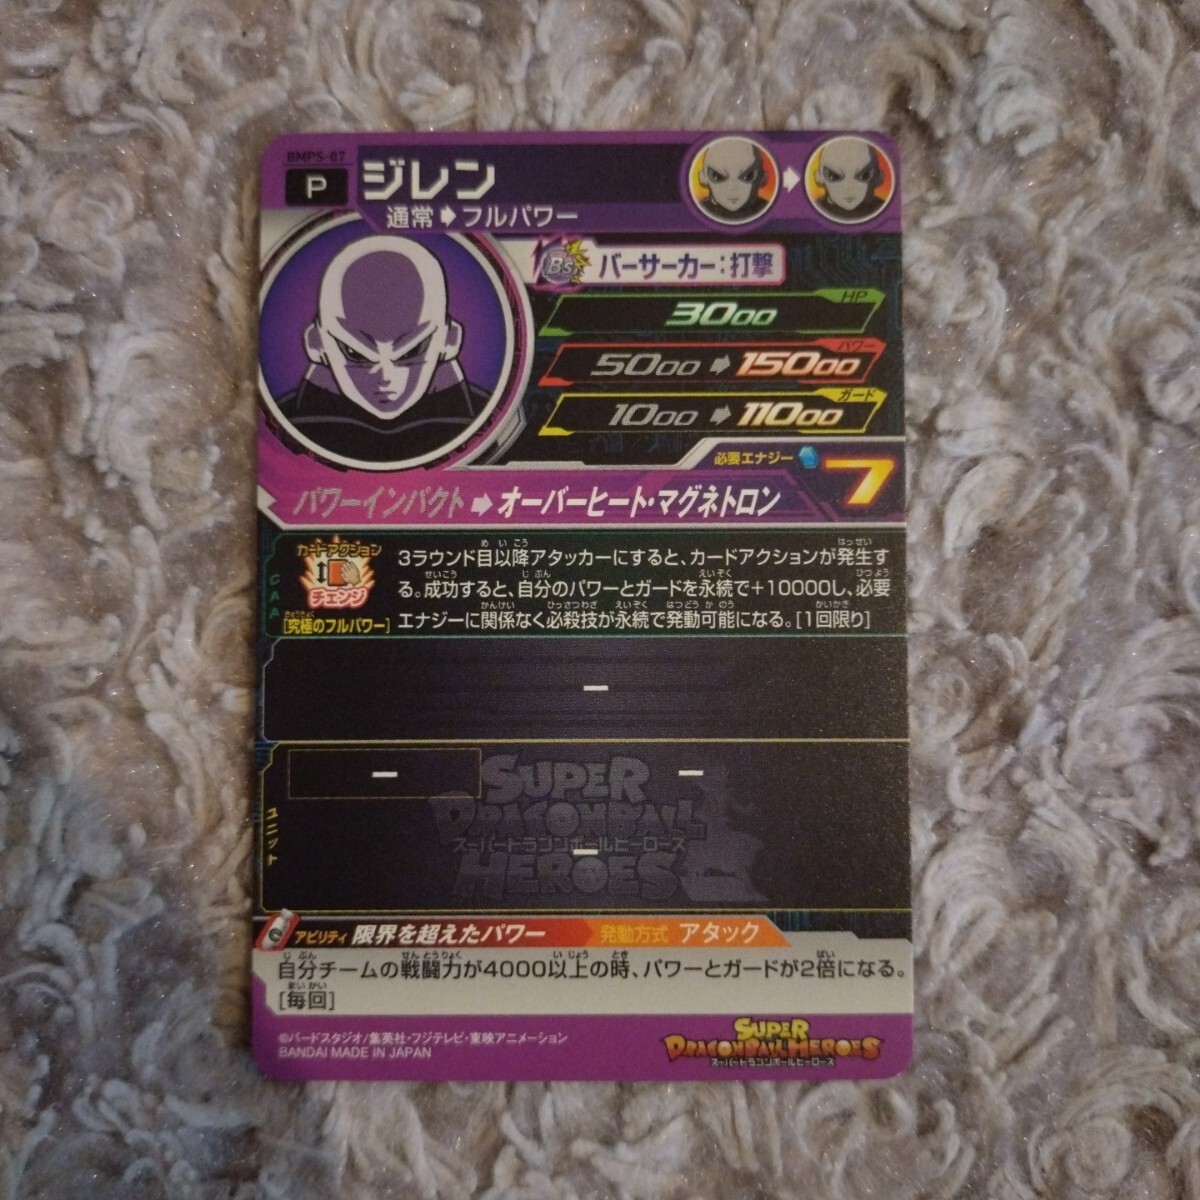 BMPS-07
P
ジレン
通常➡フルパワー
Bs
バーサーカー:打撃
HP
3000
パワー
5000➡15000
ガード
1000➡11000
必要エナジー
7
パワーインパクト➡オーバーヒート・マグネトロン
CAA
カードアクション
チェンジ
[究極のフルパワー]
3ラウンド目以降アタッカーにすると、カードアクションが発生す
る。成功すると、自分のパワーとガードを永続で+10000し、必要
エナジーに関係なく必殺技が永続で発動可能になる。[1回限り]
ー
ユニット
ー
ー
ー
SUPER
DRAGONBALL
スーパードラゴンボールヒーローズ
HEROES
アビリティ 限界を超えたパワー
発動方式 アタック
自分チームの戦闘力が4000以上の時、パワーとガードが2倍になる。
[毎回]
©バードスタジオ/集英社・フジテレビ・東映アニメーション
BANDAI MADE IN JAPAN
SUPER
DRAGONBALL HEROES
スーパードラゴンボールヒーローズ